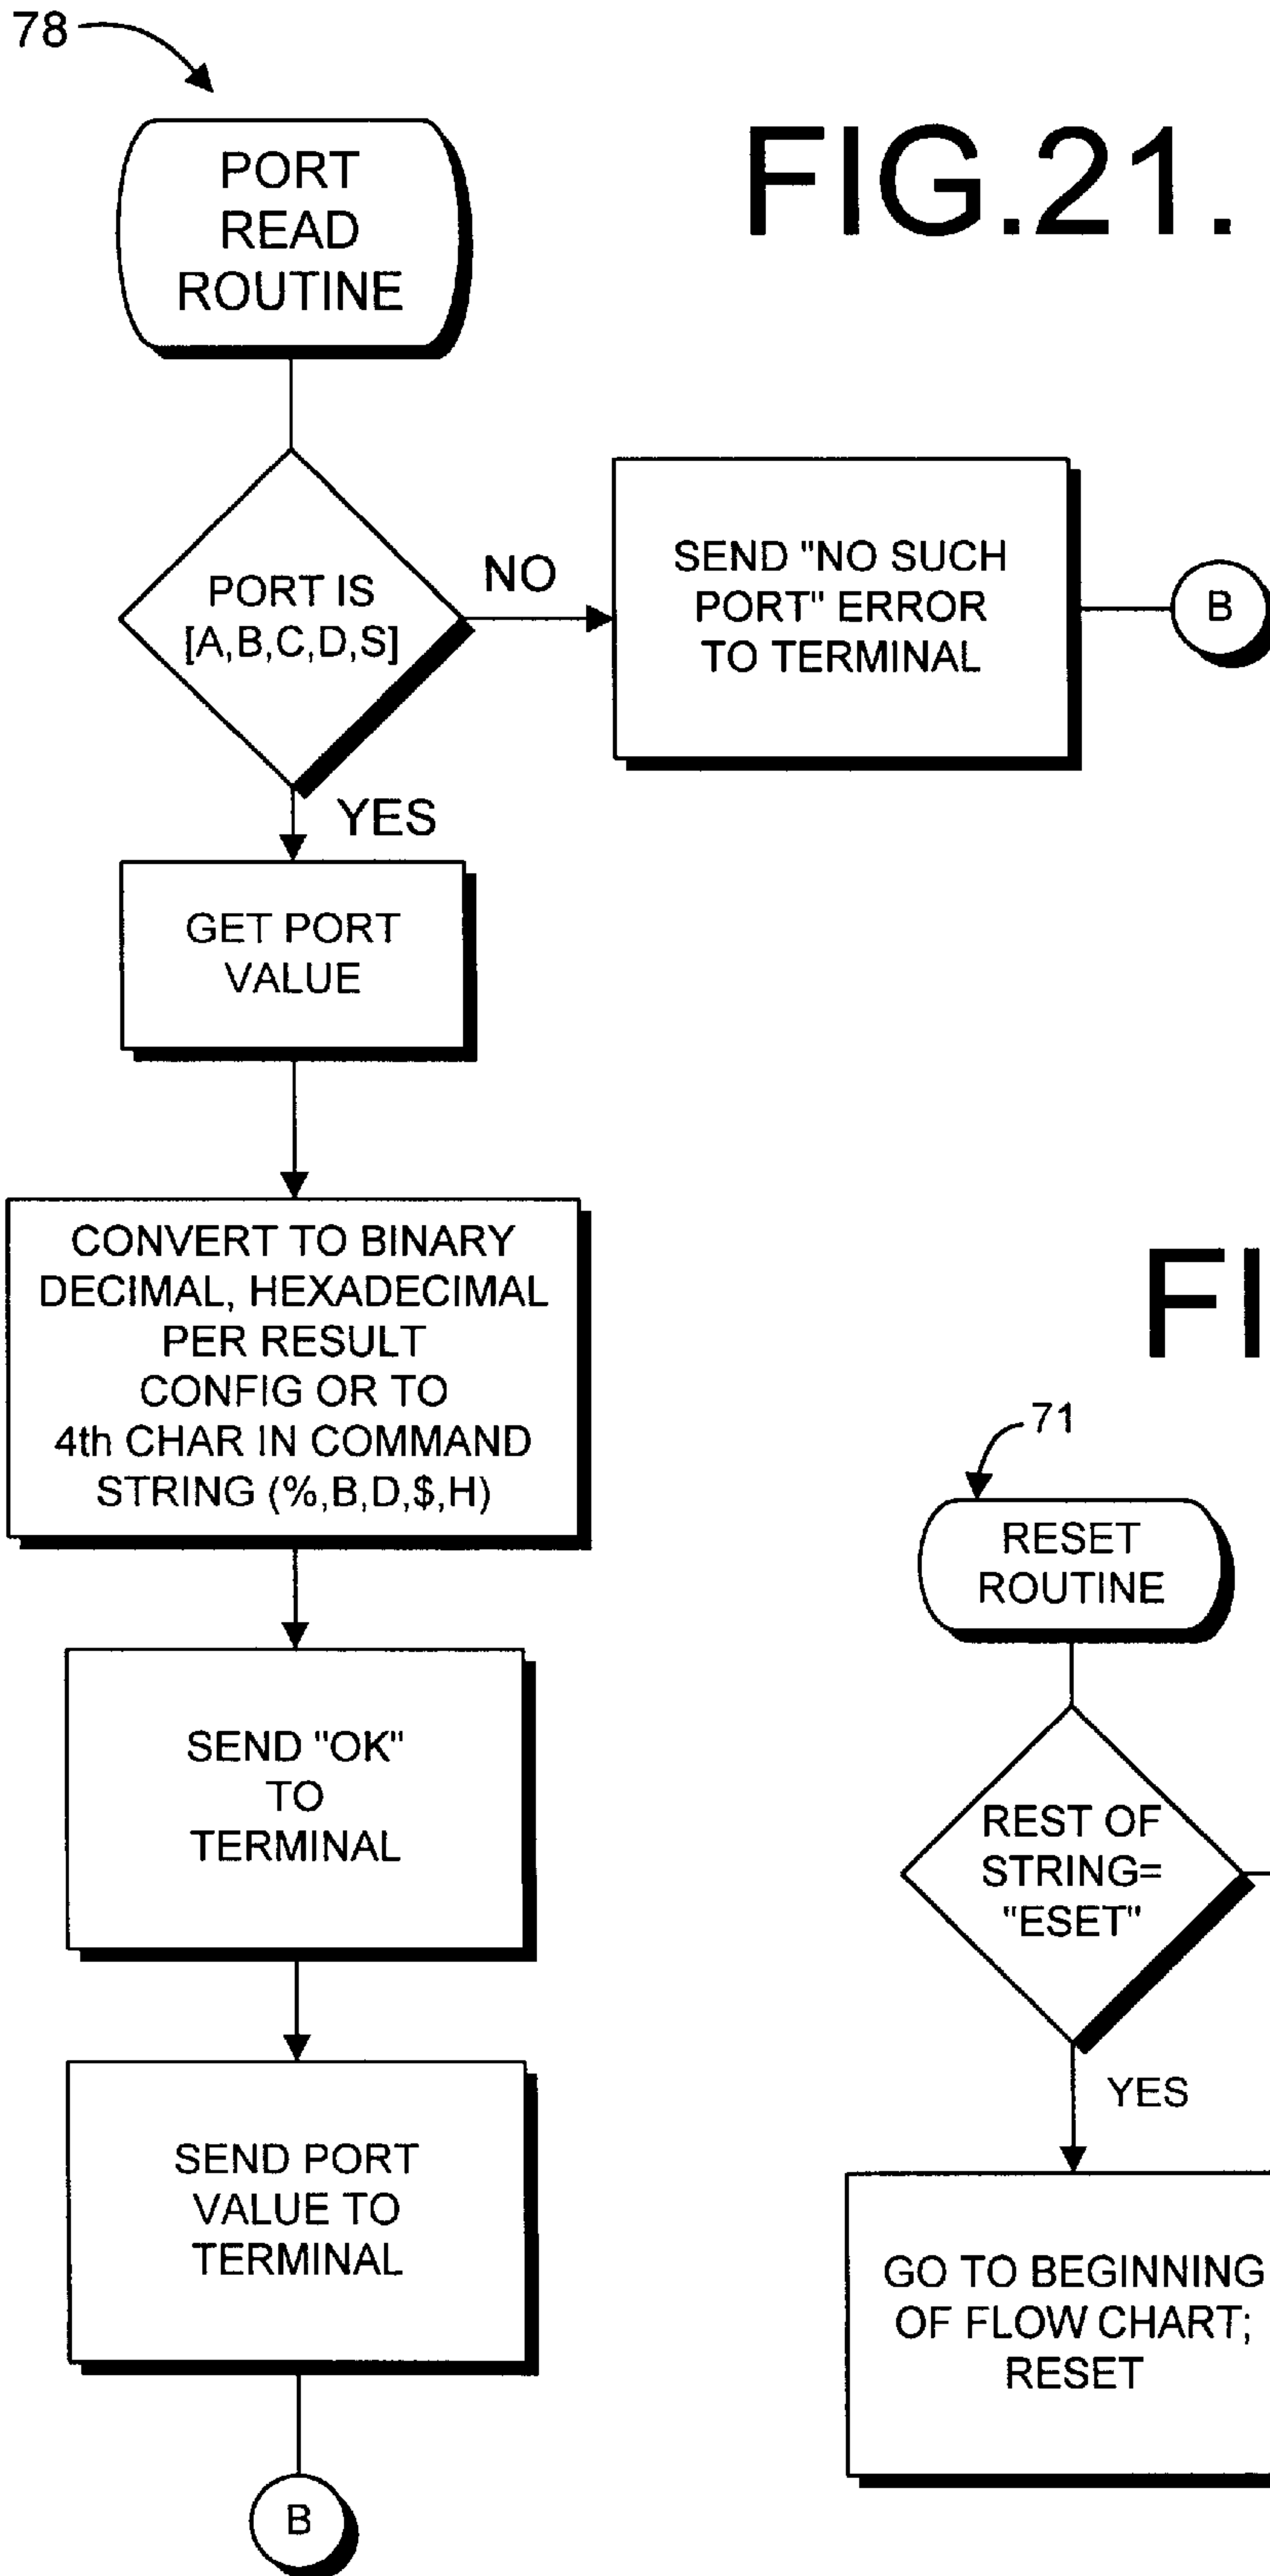 78
PORT
READ
ROUTINE
FIG.21.
PORT IS
[A,B,C,D,S]
NO
SEND "NO SUCH
PORT" ERROR
TO TERMINAL
B
YES
GET PORT
VALUE
CONVERT TO BINARY
DECIMAL, HEXADECIMAL
PER RESULT
CONFIG OR TO
4th CHAR IN COMMAND
STRING (%,B,D,$,H)
SEND "OK"
TO
TERMINAL
SEND PORT
VALUE TO
TERMINAL
B
FI
71
RESET
ROUTINE
REST OF
STRING=
"ESET"
YES
GO TO BEGINNING
OF FLOW CHART;
RESET